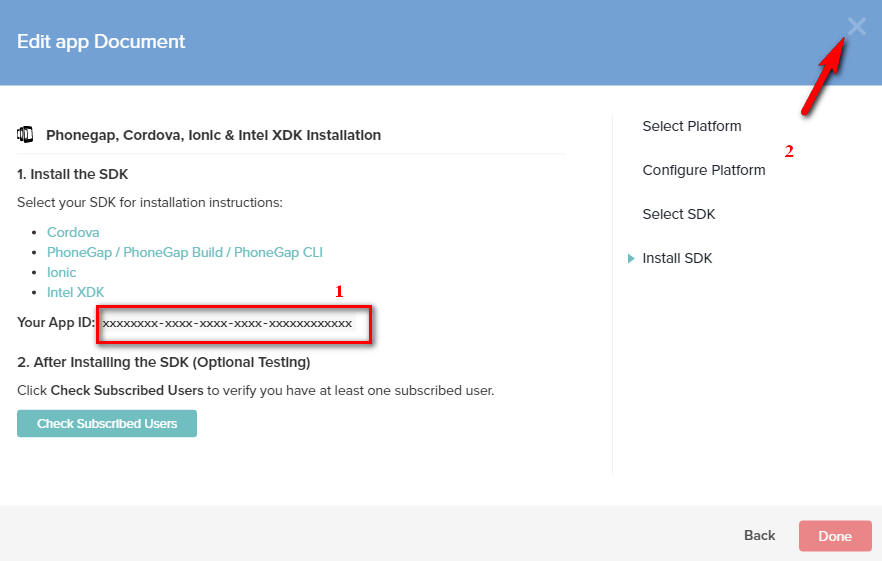 Edit app Document
Phonegap, Cordova, Ionic & Intel XDK Installation
1. Install the SDK
Select your SDK for installation instructions:
• Cordova
• PhoneGap / PhoneGap Build / PhoneGap CLI
• Ionic
• Intel XDK
1
Your App ID: xxxxxxxx-xxxx-xxxx-xxxx-xxxxxxxxxxxx
2. After Installing the SDK (Optional Testing)
Click Check Subscribed Users to verify you have at least one subscribed user.
Check Subscribed Users
Select Platform
2
Configure Platform
Select SDK
Install SDK
Back
Done